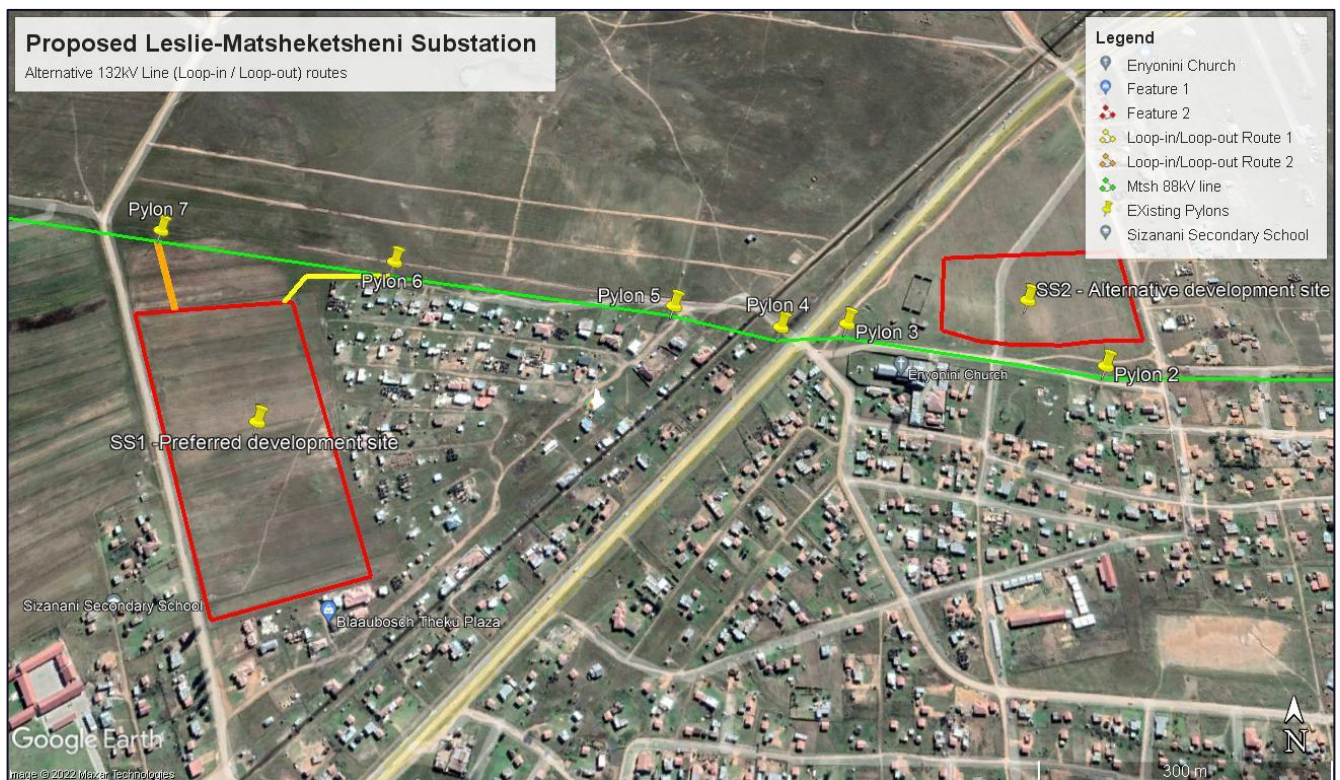 Proposed Leslie-Matsheketsheni Substation
Alternative 132kV Line (Loop-in / Loop-out) routes
Legend
Enyonini Church
Feature 1
Feature 2
Loop-in/Loop-out Route 1
Loop-in/Loop-out Route 2
Mtsh 88kV line
EXisting Pylons
Sizanani Secondary School
Pylon 7
Pylon 6
Pylon 5
Pylon 4
Pylon 3
SS2 - Alternative development site
Pylon 2
Enyonini Church
SS1 -Preferred development site
Sizanani Secondary School
Blaaubosch Theku Plaza
Google Earth
Image © 2022 Maxar Technologies
N
300 m